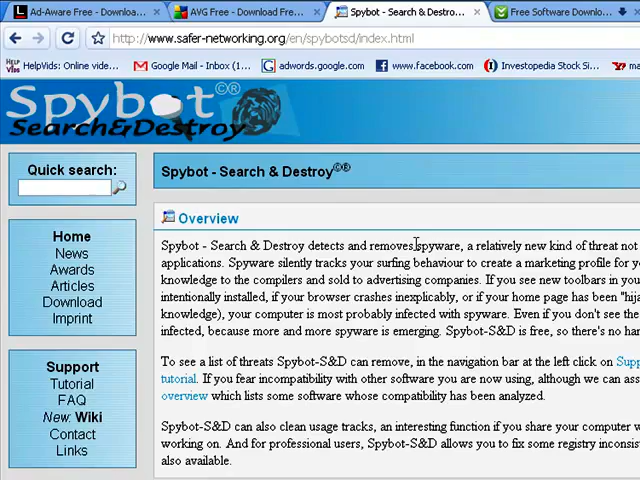 Ad-Aware Free - Downloa... AVG Free - Download Fre... Spybot - Search & Destro... Free Software Downlo...
http://www.safer-networking.org/en/spybotsd/index.html
HELP Vids HelpVids: Online video... Google Mail - Inbox (1... adwords.google.com www.facebook.com Investopedia Stock Si... ma
Spybot ©®
Search&Destroy
Quick search:
Spybot - Search & Destroy©®
Overview
Home
News
Awards
Articles
Download
Imprint
Spybot - Search & Destroy detects and removes spyware, a relatively new kind of threat not
applications. Spyware silently tracks your surfing behaviour to create a marketing profile for yo
knowledge to the compilers and sold to advertising companies. If you see new toolbars in you
intentionally installed, if your browser crashes inexplicably, or if your home page has been "hija
knowledge), your computer is most probably infected with spyware. Even if you don't see the
infected, because more and more spyware is emerging. Spybot-S&D is free, so there's no har
Support
Tutorial
FAQ
New: Wiki
Contact
Links
To see a list of threats Spybot-S&D can remove, in the navigation bar at the left click on Supp
tutorial. If you fear incompatibility with other software you are now using, although we can ass
overview which lists some software whose compatibility has been analyzed.
Spybot-S&D can also clean usage tracks, an interesting function if you share your computer w
working on. And for professional users, Spybot-S&D allows you to fix some registry inconsist
also available.